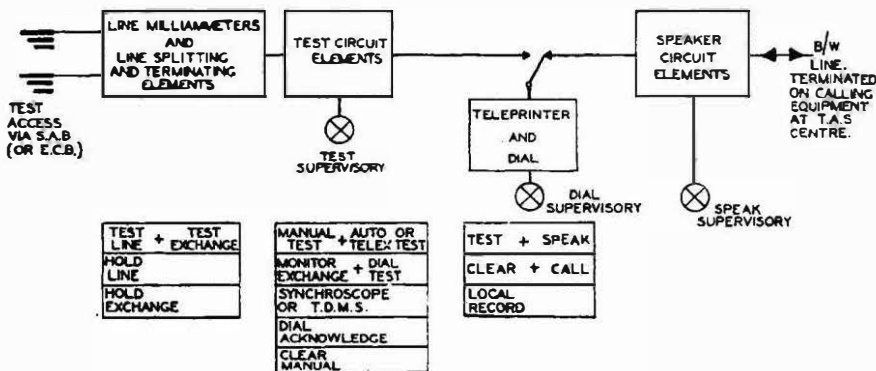 LINE MILLIAMMETERS
AND
LINE SPLITTING
AND TERMINATING
ELEMENTS
TEST CIRCUIT
ELEMENTS
SPEAKER
CIRCUIT
ELEMENTS
B/W
LINE.
TERMINATED
ON CALLING
EQUIPMENT
AT T.A.S
CENTRE.
TEST
ACCESS
VIA S.A.B
(OR E.C.B.)
TEST
SUPERVISORY
TELEPRINTER
AND
DIAL
DIAL
SUPERVISORY
SPEAK
SUPERVISORY
TEST LINE + TEST EXCHANGE
HOLD
LINE
HOLD
EXCHANGE
MANUAL TEST + AUTO OR TELEX TEST
MONITOR EXCHANGE + DIAL TEST
SYNCHROSCOPE
OR T.D.M.S.
DIAL
ACKNOWLEDGE
CLEAR
MANUAL
TEST + SPEAK
CLEAR + CALL
LOCAL
RECORD